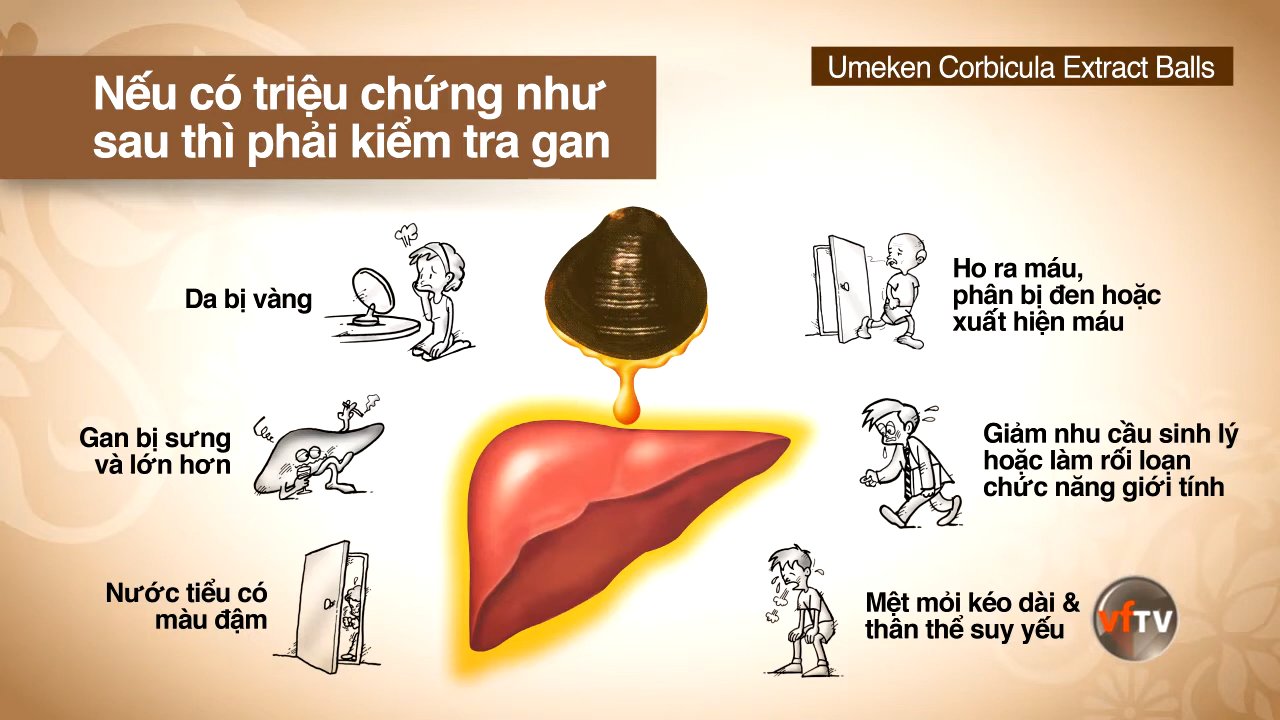 Umeken Corbicula Extract Balls
Nếu có triệu chứng như
sau thì phải kiểm tra gan
Da bị vàng
Ho ra máu,
phân bị đen hoặc
xuất hiện máu
Gan bị sưng
và lớn hơn
Giảm nhu cầu sinh lý
hoặc làm rối loạn
chức năng giới tính
Nước tiểu có
màu đậm
Mệt mỏi kéo dài &
thân thể suy yếu
vfTV